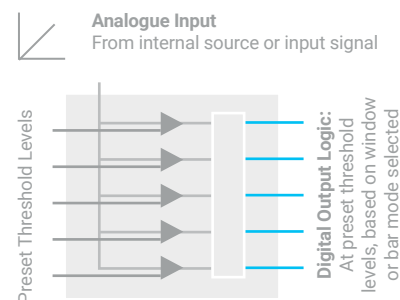 Analogue Input
From internal source or input signal
Preset Threshold Levels
Digital Output Logic:
At preset threshold
levels, based on window
or bar mode selected